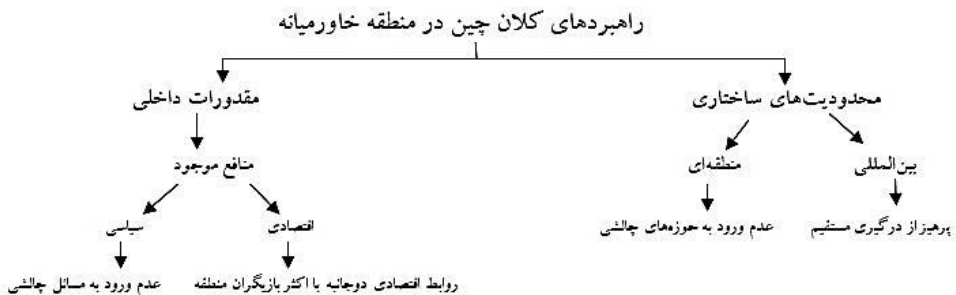 راهبردهای کلان چین در منطقه خاورمیانه
محدودیت‌های ساختاری
مقدورات داخلی
بین‌المللی
منطقه‌ای
منافع موجود
پرهیز از درگیری مستقیم
عدم ورود به حوزه‌های چالشی
اقتصادی
سیاسی
روابط اقتصادی دوجانبه با اکثر بازیگران منطقه
عدم ورود به مسائل چالشی